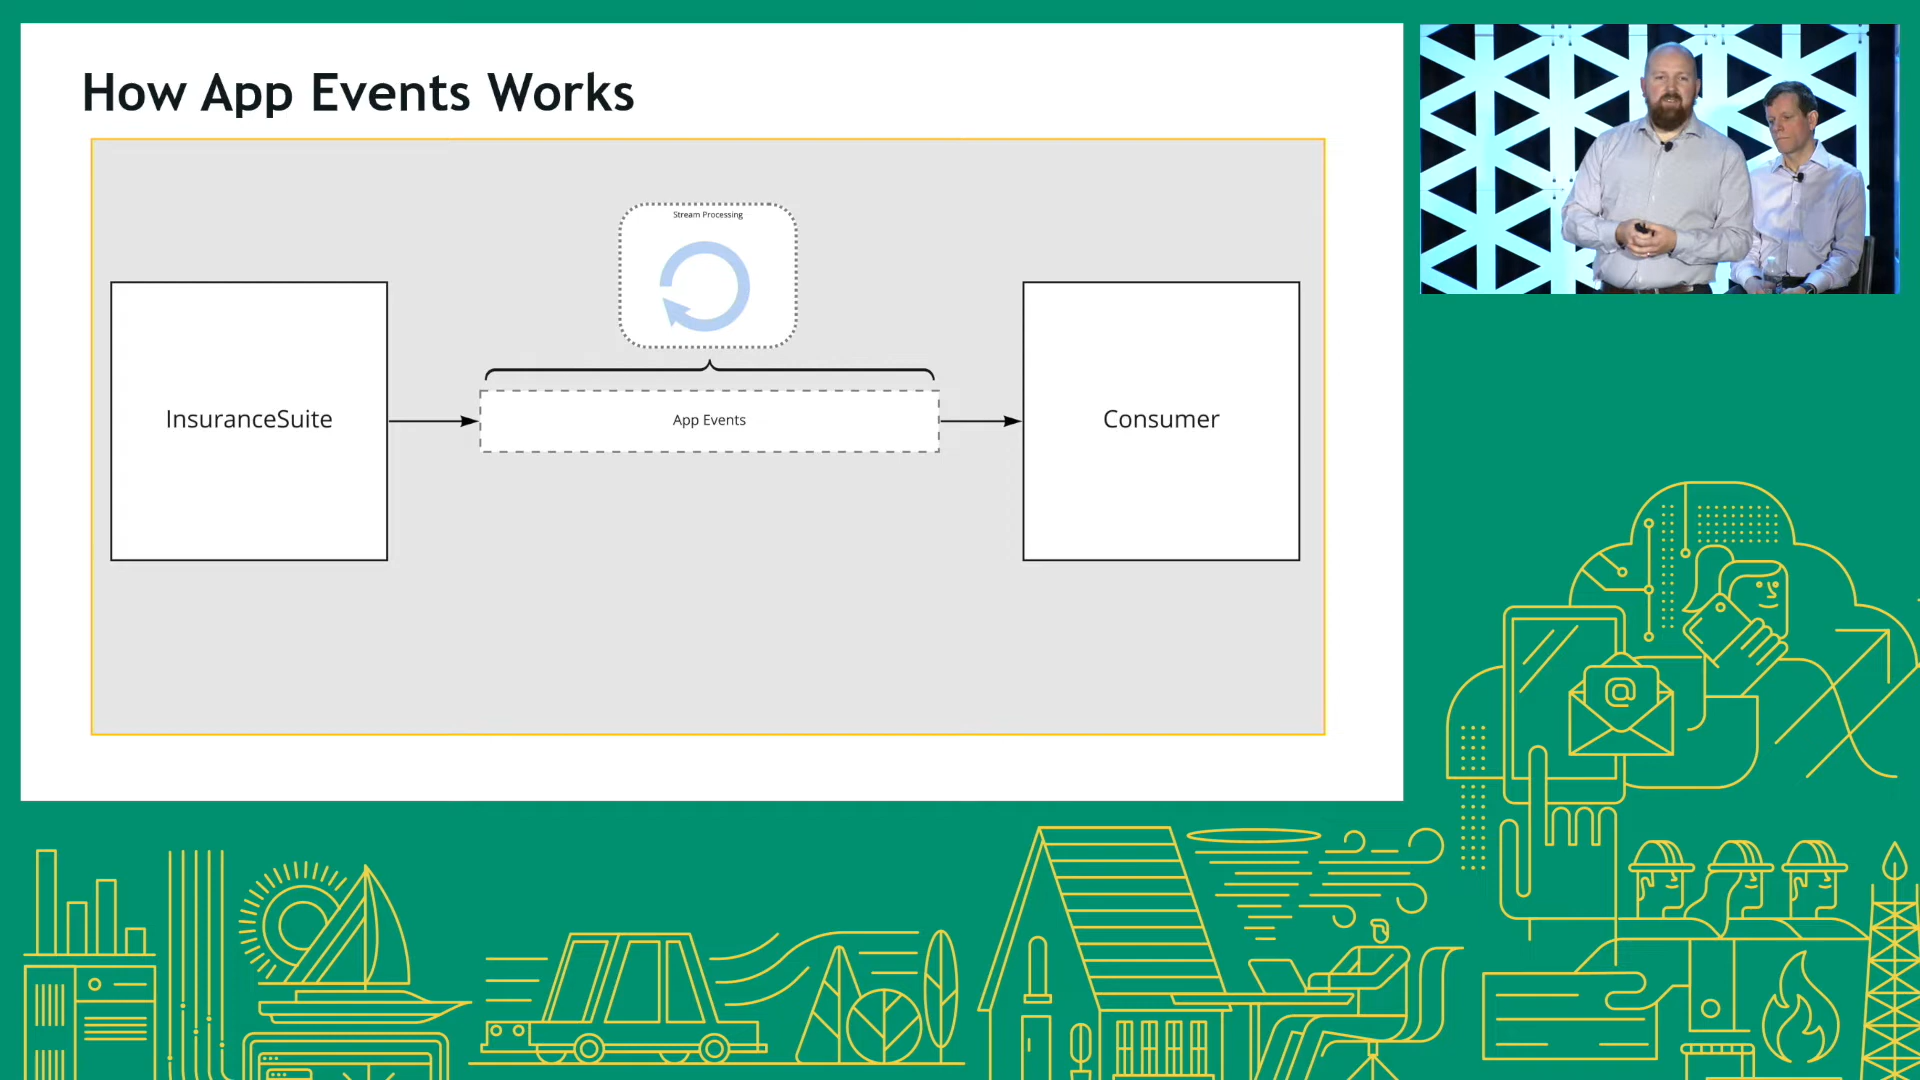 How App Events Works
Stream Processing
InsuranceSuite
App Events
Consumer
@